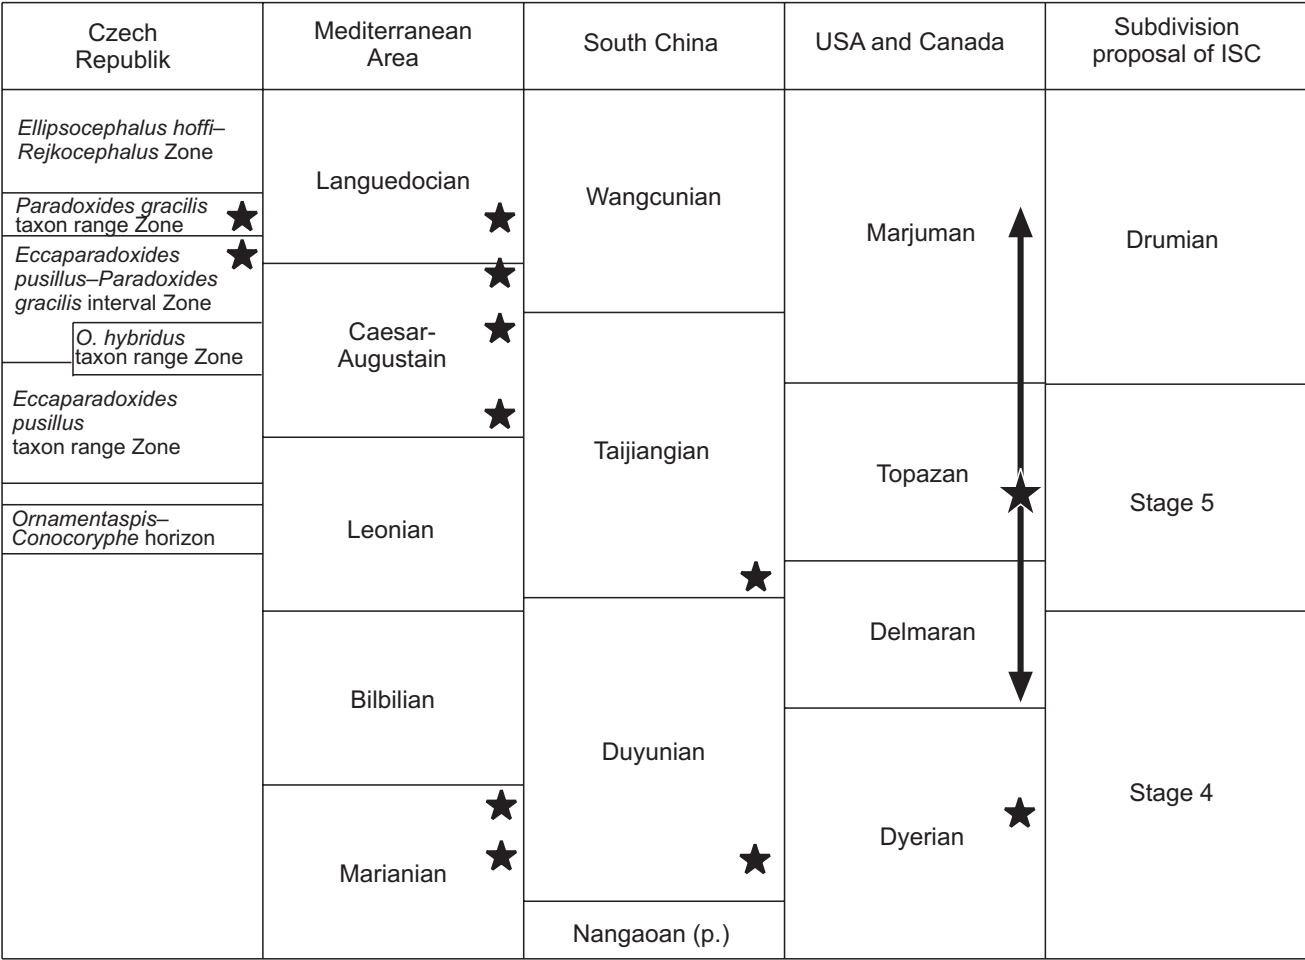 Czech
Republik
Mediterranean
Area
South China
USA and Canada
Subdivision
proposal of ISC
Ellipsocephalus hoffi–
Rejkocephalus Zone
Paradoxides gracilis
taxon range Zone
Eccaparadoxides
pusillus–Paradoxides
gracilis interval Zone
O. hybridus
taxon range Zone
Eccaparadoxides
pusillus
taxon range Zone
Ornamentaspis–
Conocoryphe horizon
Languedocian
Caesar-
Augustain
Leonian
Bilbilian
Marianian
Wangcunian
Taijiangian
Duyunian
Nangaoan (p.)
Marjuman
Topazan
Delmaran
Dyerian
Drumian
Stage 5
Stage 4